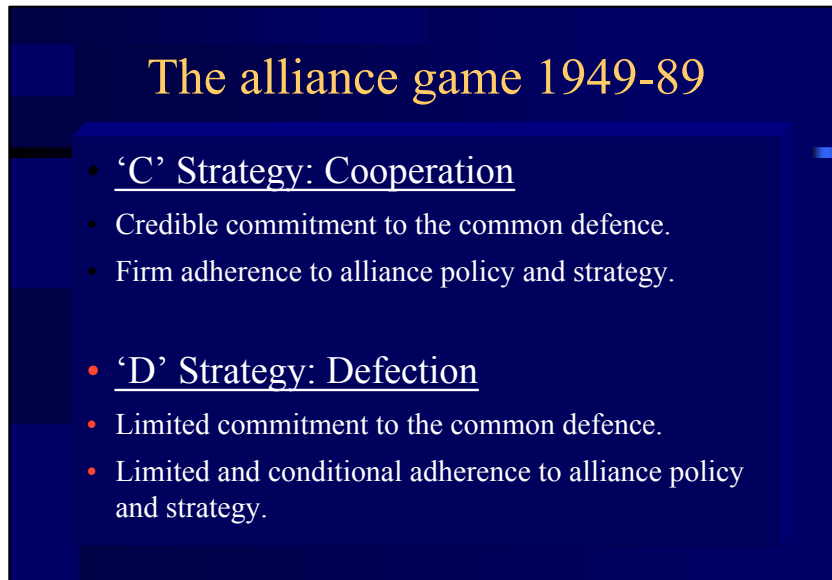 The alliance game 1949-89
• ‘C’ Strategy: Cooperation
• Credible commitment to the common defence.
• Firm adherence to alliance policy and strategy.
• ‘D’ Strategy: Defection
• Limited commitment to the common defence.
• Limited and conditional adherence to alliance policy
and strategy.